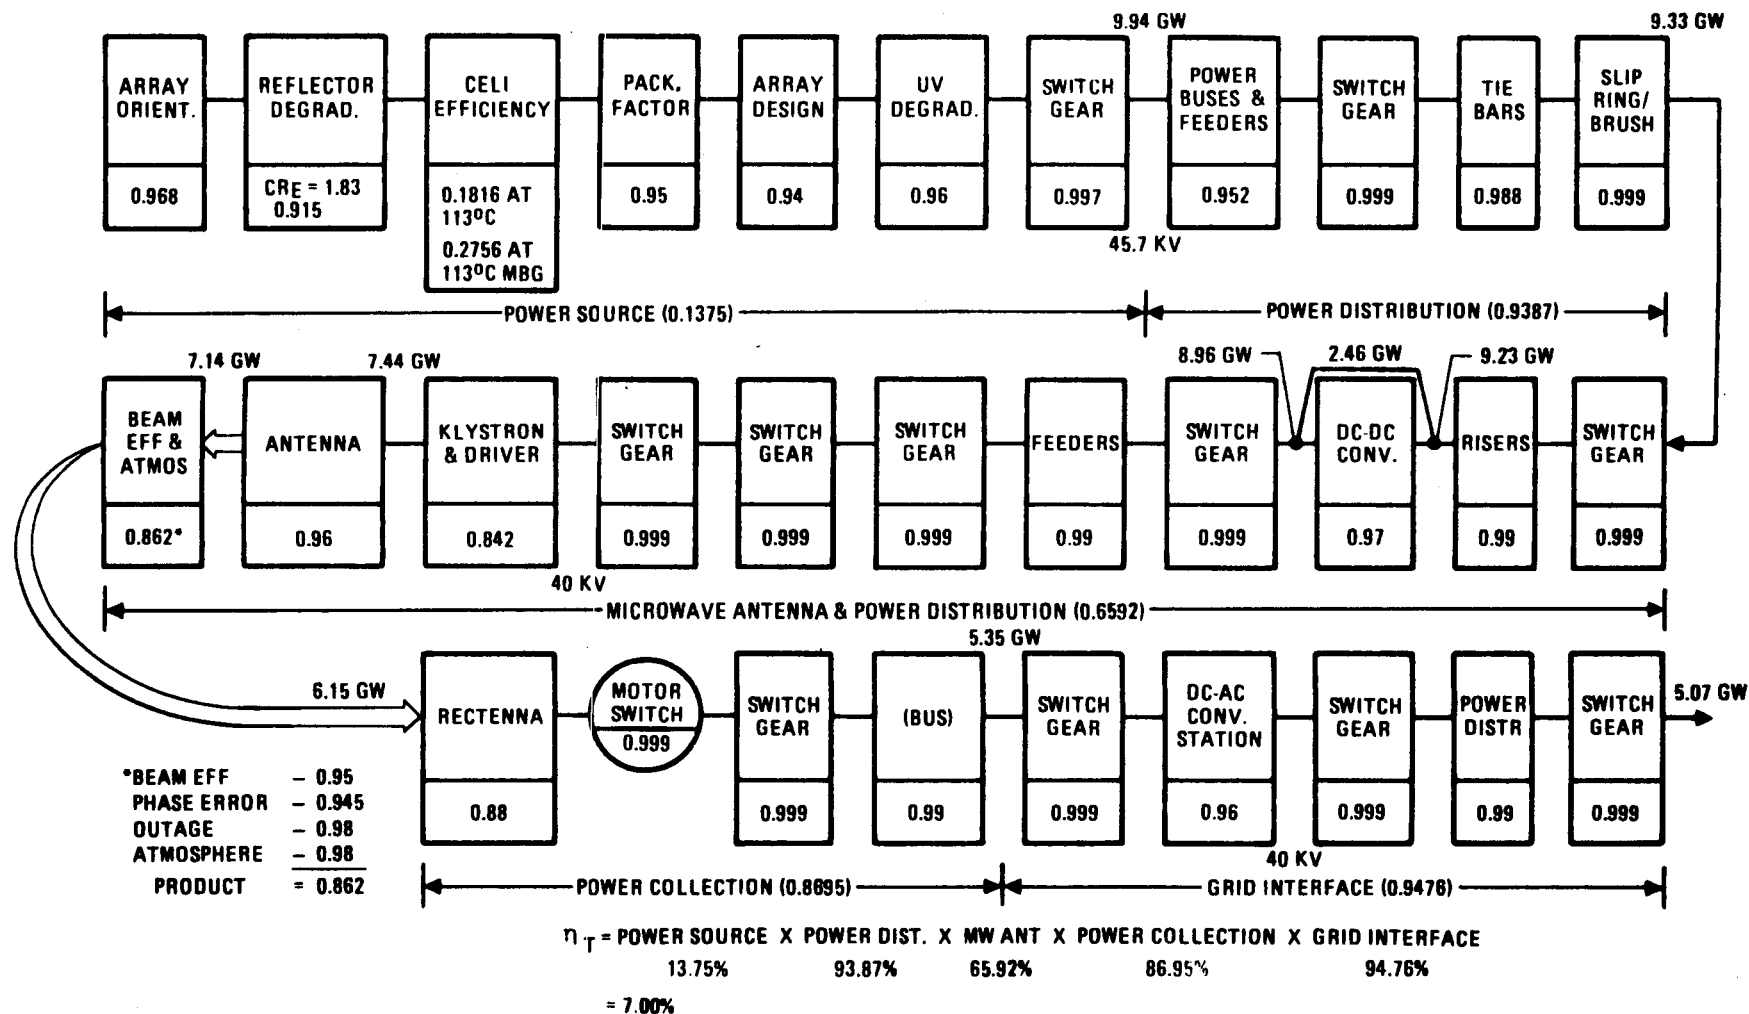 9.94 GW
9.33 GW
ARRAY
ORIENT.
0.968
REFLECTOR
DEGRAD.
CRE = 1.83
0.915
CELI
EFFICIENCY
0.1816 AT
113ºC
0.2756 AT
113ºC MBG
PACK.
FACTOR
0.95
ARRAY
DESIGN
0.94
UV
DEGRAD.
0.96
SWITCH
GEAR
0.997
POWER
BUSES &
FEEDERS
0.952
SWITCH
GEAR
0.999
TIE
BARS
0.988
SLIP
RING/
BRUSH
0.999
45.7 KV
POWER SOURCE (0.1375)
POWER DISTRIBUTION (0.9387)
7.14 GW
7.44 GW
8.96 GW
2.46 GW
9.23 GW
BEAM
EFF &
ATMOS
0.862*
ANTENNA
0.96
KLYSTRON
& DRIVER
0.842
SWITCH
GEAR
0.999
SWITCH
GEAR
0.999
SWITCH
GEAR
0.999
FEEDERS
0.99
SWITCH
GEAR
0.999
DC-DC
CONV.
0.97
RISERS
0.99
SWITCH
GEAR
0.999
40 KV
MICROWAVE ANTENNA & POWER DISTRIBUTION (0.6592)
5.35 GW
6.15 GW
RECTENNA
0.88
MOTOR
SWITCH
0.999
SWITCH
GEAR
0.999
(BUS)
0.99
SWITCH
GEAR
0.999
DC-AC
CONV.
STATION
0.96
SWITCH
GEAR
0.999
POWER
DISTR
0.99
SWITCH
GEAR
0.999
5.07 GW
40 KV
*BEAM EFF – 0.95
PHASE ERROR – 0.945
OUTAGE – 0.98
ATMOSPHERE – 0.98
PRODUCT = 0.862
POWER COLLECTION (0.8695)
GRID INTERFACE (0.9476)
ηT = POWER SOURCE X POWER DIST. X MW ANT X POWER COLLECTION X GRID INTERFACE
13.75% 93.87% 65.92% 86.95% 94.76%
= 7.00%